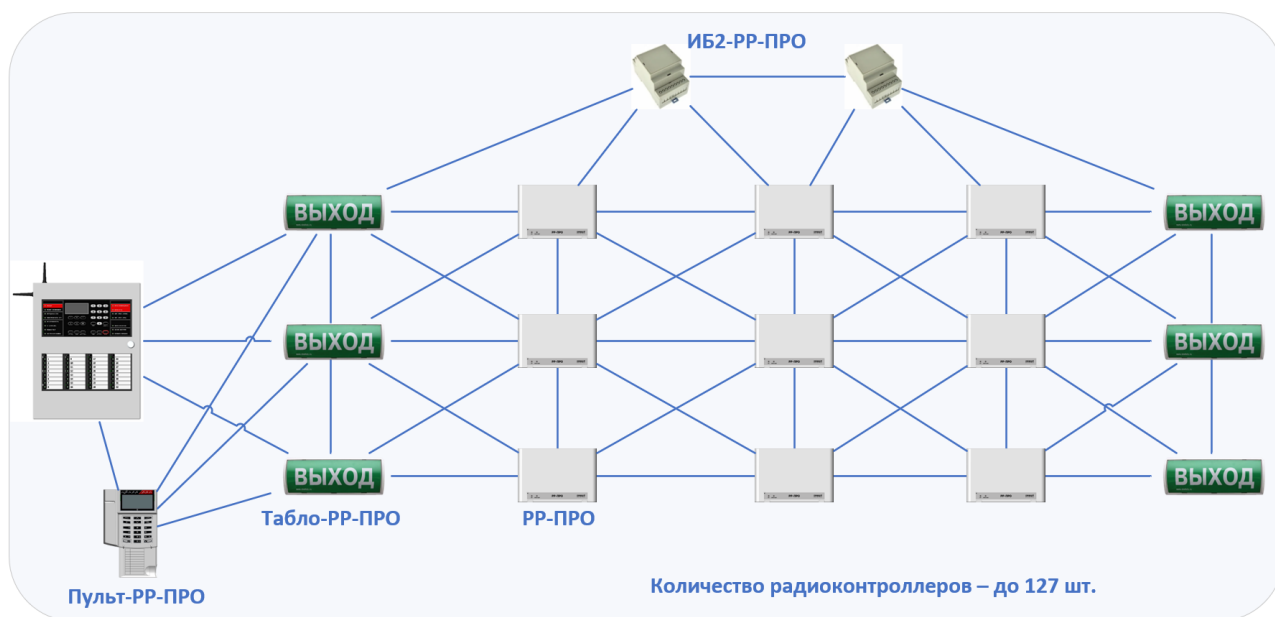 ИБ2-РР-ПРО
ВЫХОД
ВЫХОД
ВЫХОД
ВЫХОД
ВЫХОД
ВЫХОД
Табло-РР-ПРО
РР-ПРО
Пульт-РР-ПРО
Количество радиоконтроллеров – до 127 шт.